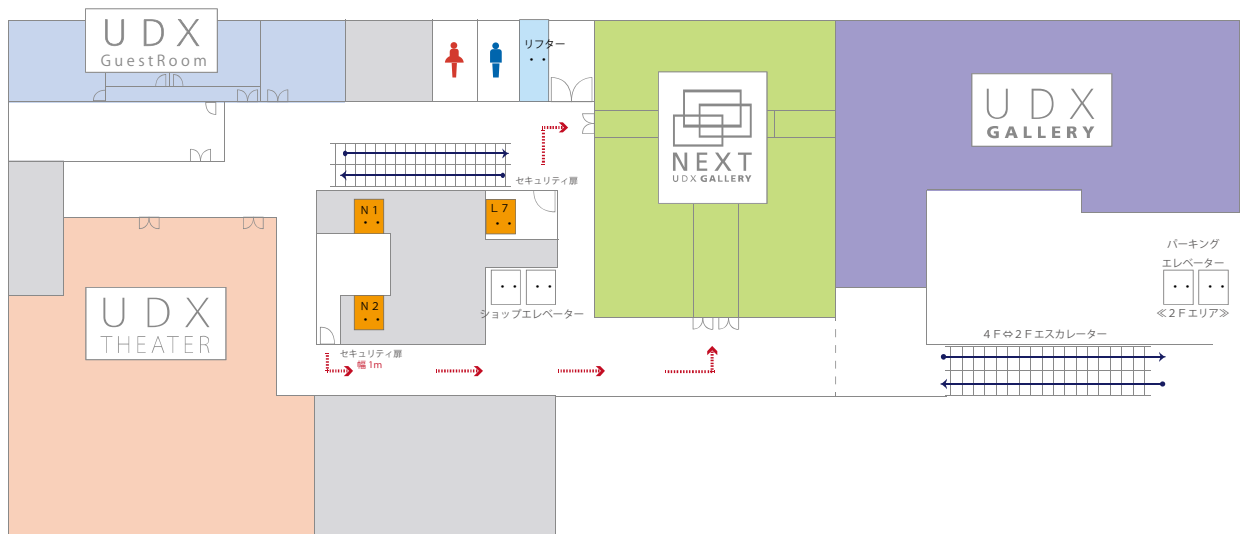 UDX
GuestRoom
リフター
NEXT
UDX GALLERY
UDX
GALLERY
セキュリティ扉
N1
L7
N2
ショップエレベーター
パーキング
エレベーター
≪2Fエリア≫
UDX
THEATER
4F⇔2Fエスカレーター
セキュリティ扉
幅1m